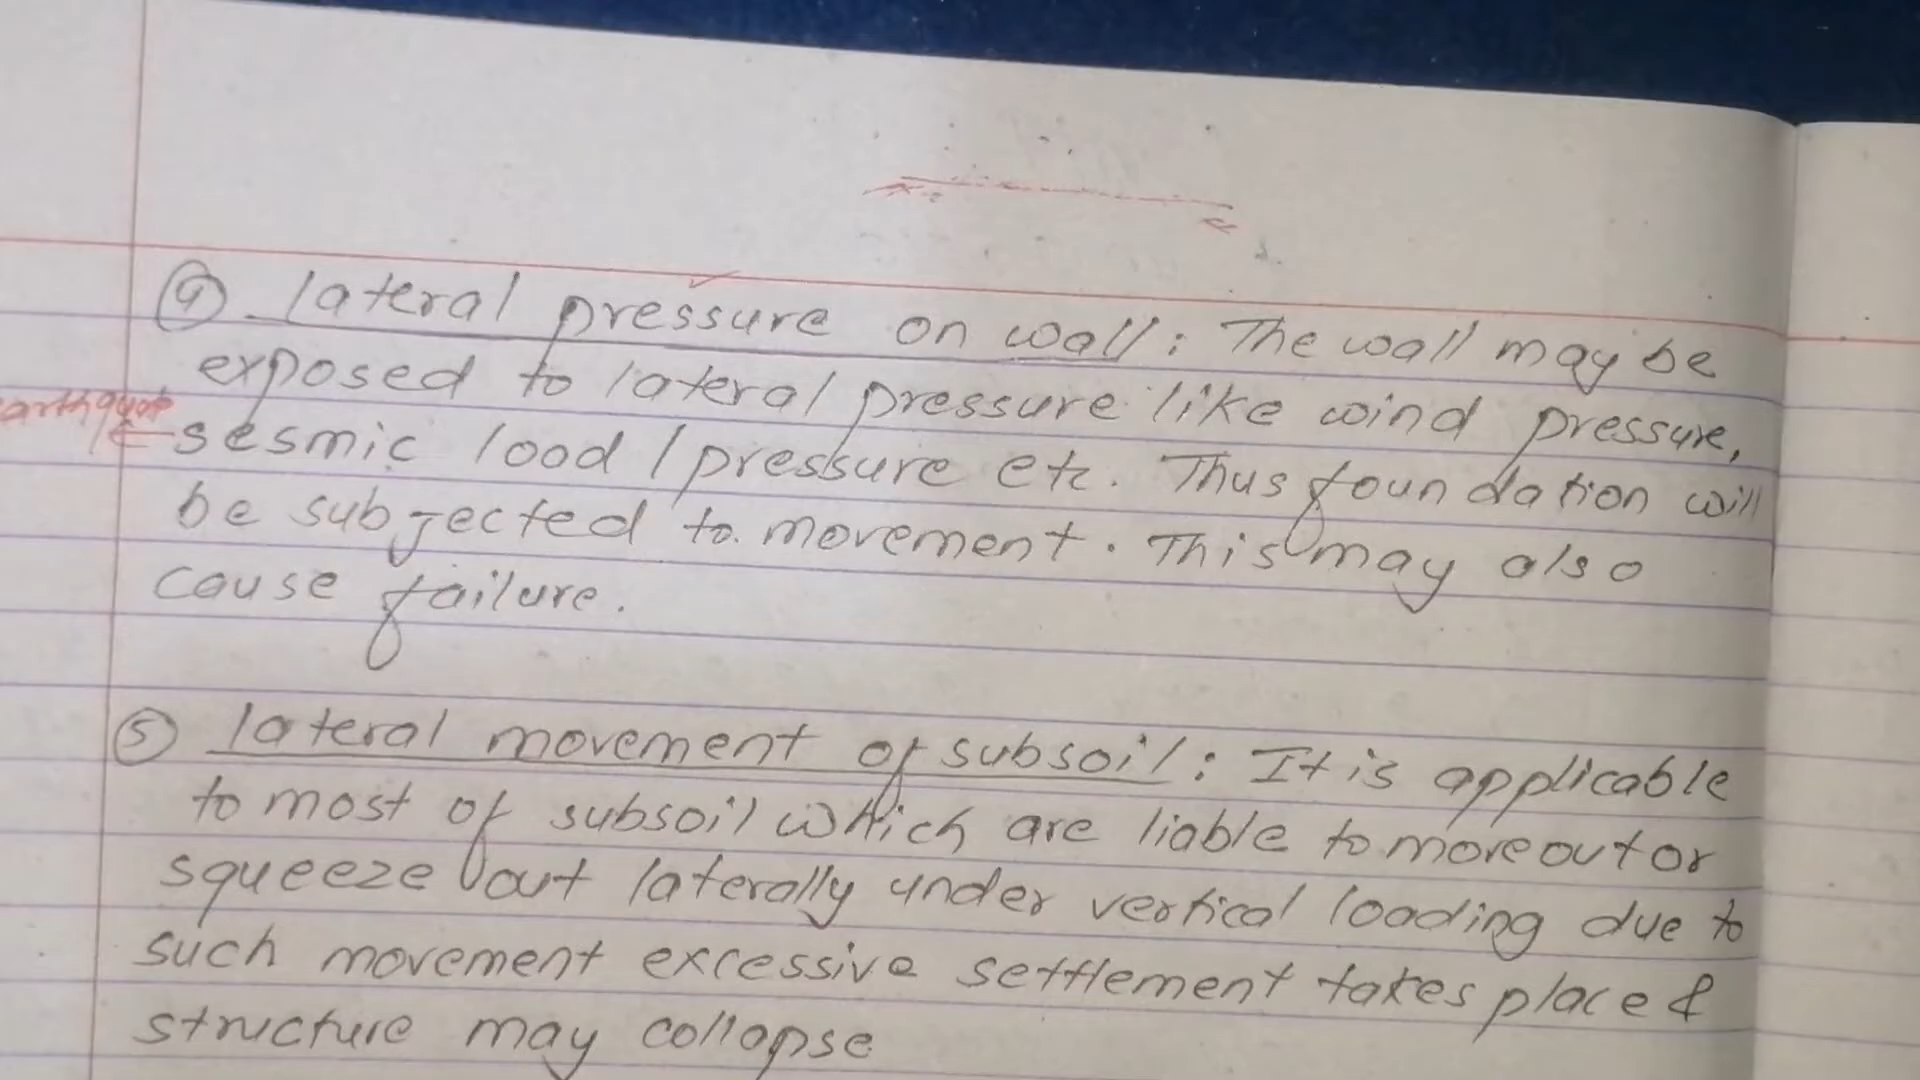 ④ lateral pressure on wall: The wall may be
exposed to lateral pressure like wind pressure,
earthquak
sesmic load / pressure etc. Thus foundation will
be subjected to movement. This may also
cause failure.
⑤ lateral movement of subsoil: It is applicable
to most of subsoil which are liable to move out or
squeeze out laterally under vertical loading due to
such movement excessive settlement takes place &
structure may collapse